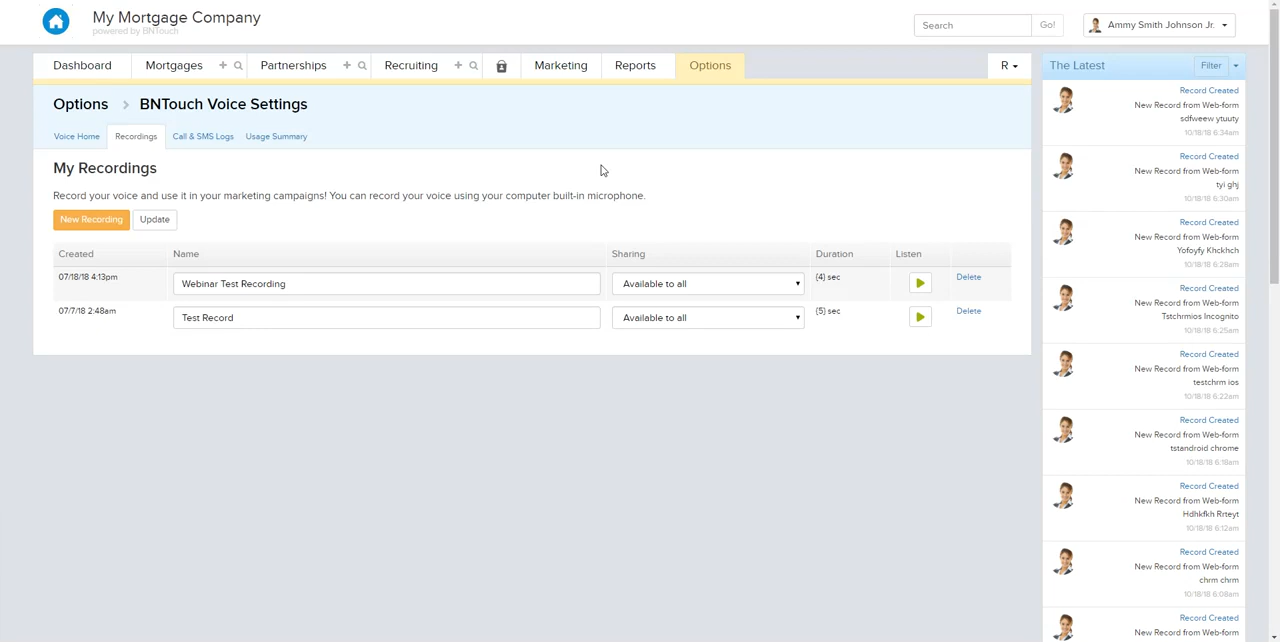 My Mortgage Company
powered by BNTouch
Search
Go!
Ammy Smith Johnson Jr.
Dashboard
Mortgages
Partnerships
Recruiting
Marketing
Reports
Options
R
The Latest
Filter
Options > BNTouch Voice Settings
Voice Home
Recordings
Call & SMS Logs
Usage Summary
My Recordings
Record your voice and use it in your marketing campaigns! You can record your voice using your computer built-in microphone.
New Recording
Update
Created Name Sharing Duration Listen
07/18/18 4:13pm Webinar Test Recording Available to all (4) sec Delete
07/7/18 2:48am Test Record Available to all (5) sec Delete
Record Created
New Record from Web-form
sdfweew ytuuty
10/18/18 6:34am
Record Created
New Record from Web-form
tyi ghj
10/18/18 6:30am
Record Created
New Record from Web-form
Yofoyfy Khckhch
10/18/18 6:28am
Record Created
New Record from Web-form
Tstchrmios Incognito
10/18/18 6:25am
Record Created
New Record from Web-form
testchrm ios
10/18/18 6:22am
Record Created
New Record from Web-form
tstandroid chrome
10/18/18 6:18am
Record Created
New Record from Web-form
Hdhkfkh Rrteyt
10/18/18 6:12am
Record Created
New Record from Web-form
chrm chrm
10/18/18 6:08am
Record Created
New Record from Web-form